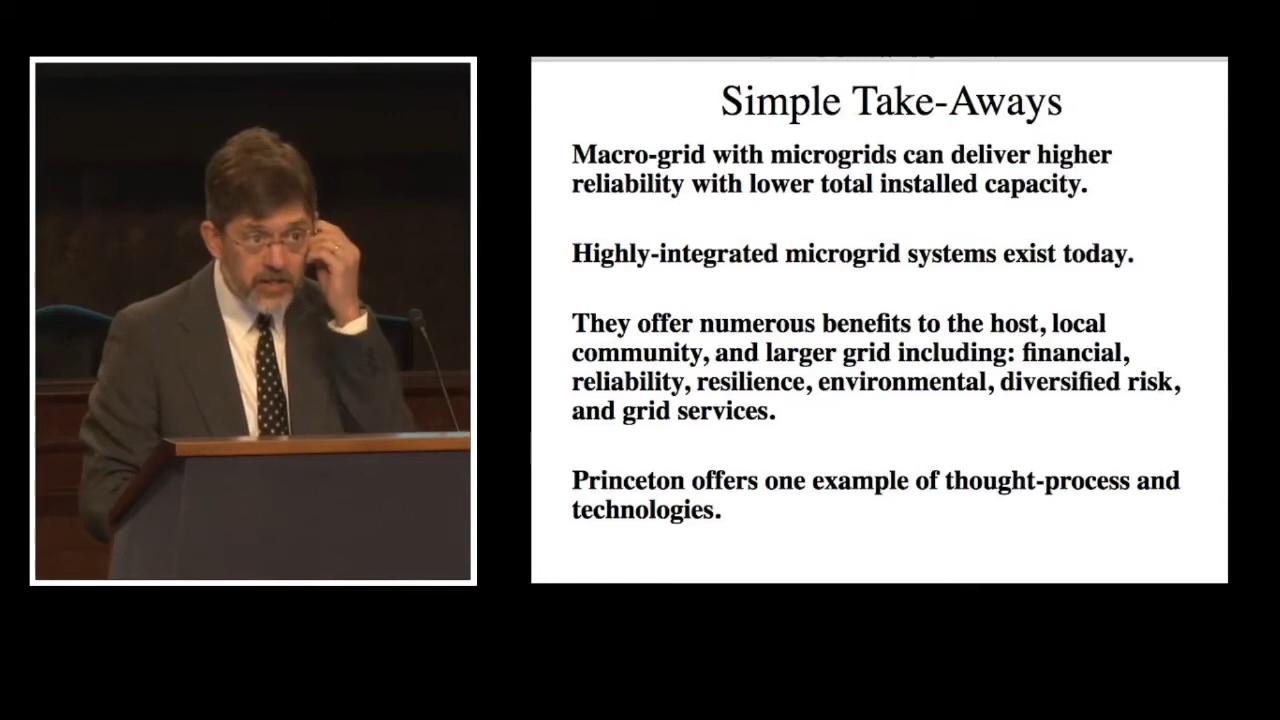 Simple Take-Aways
Macro-grid with microgrids can deliver higher
reliability with lower total installed capacity.
Highly-integrated microgrid systems exist today.
They offer numerous benefits to the host, local
community, and larger grid including: financial,
reliability, resilience, environmental, diversified risk,
and grid services.
Princeton offers one example of thought-process and
technologies.